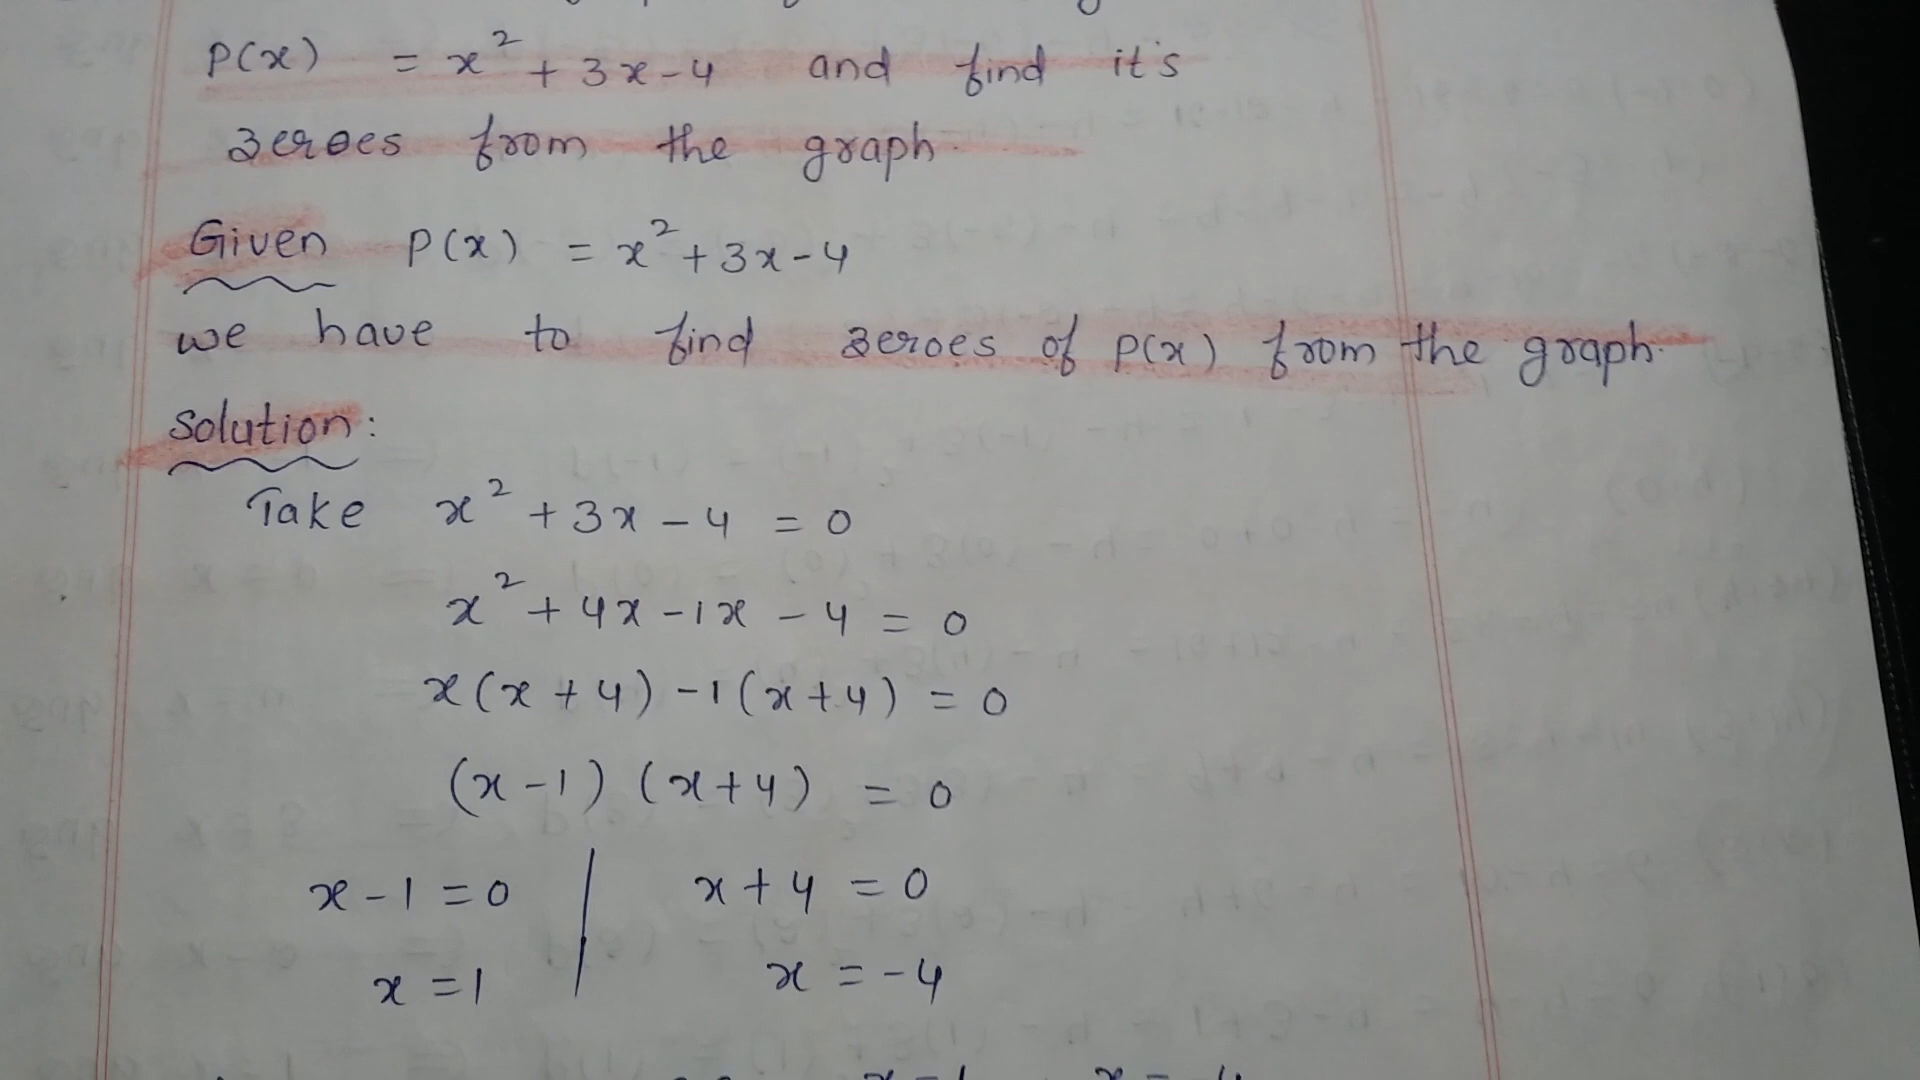 P(x) = x² + 3x - 4 and find it's
zeroes from the graph.
Given P(x) = x² + 3x - 4
we have to find zeroes of P(x) from the graph.
Solution:
Take x² + 3x - 4 = 0
x² + 4x - 1x - 4 = 0
x(x + 4) - 1(x + 4) = 0
(x - 1) (x + 4) = 0
x - 1 = 0 | x + 4 = 0
x = 1 | x = -4